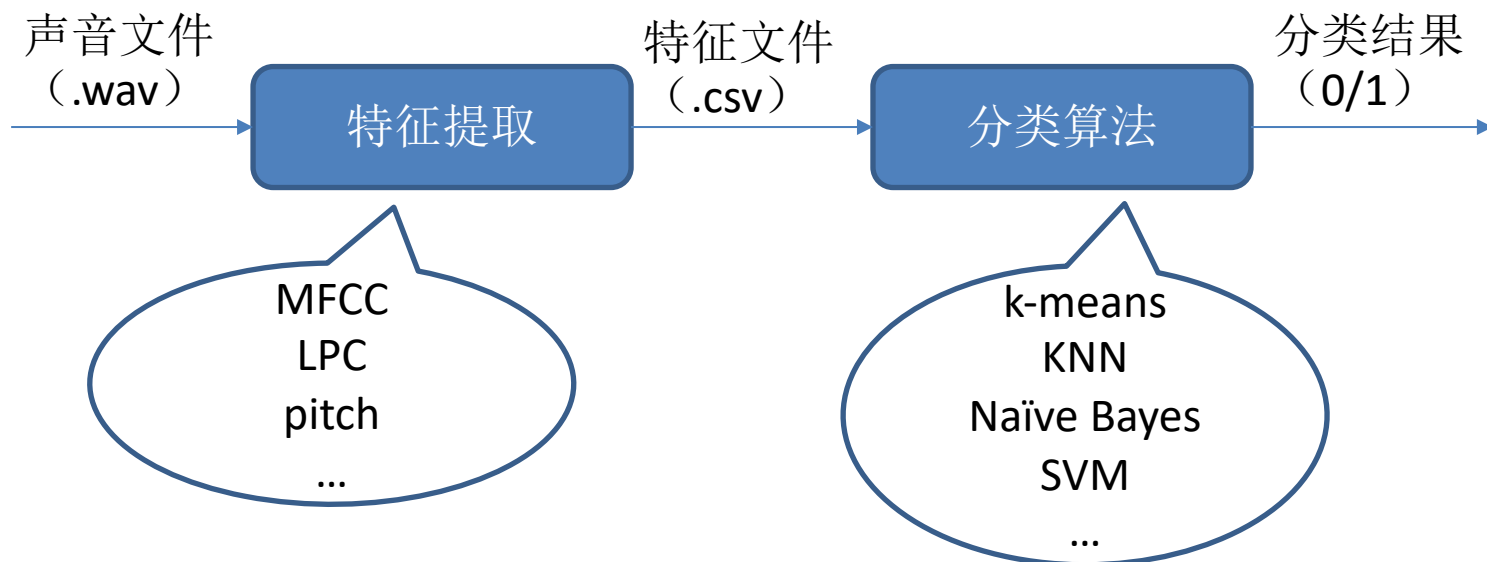 声音文件
（.wav）
特征提取
特征文件
（.csv）
分类算法
分类结果
（0/1）
MFCC
LPC
pitch
…
k-means
KNN
Naïve Bayes
SVM
…